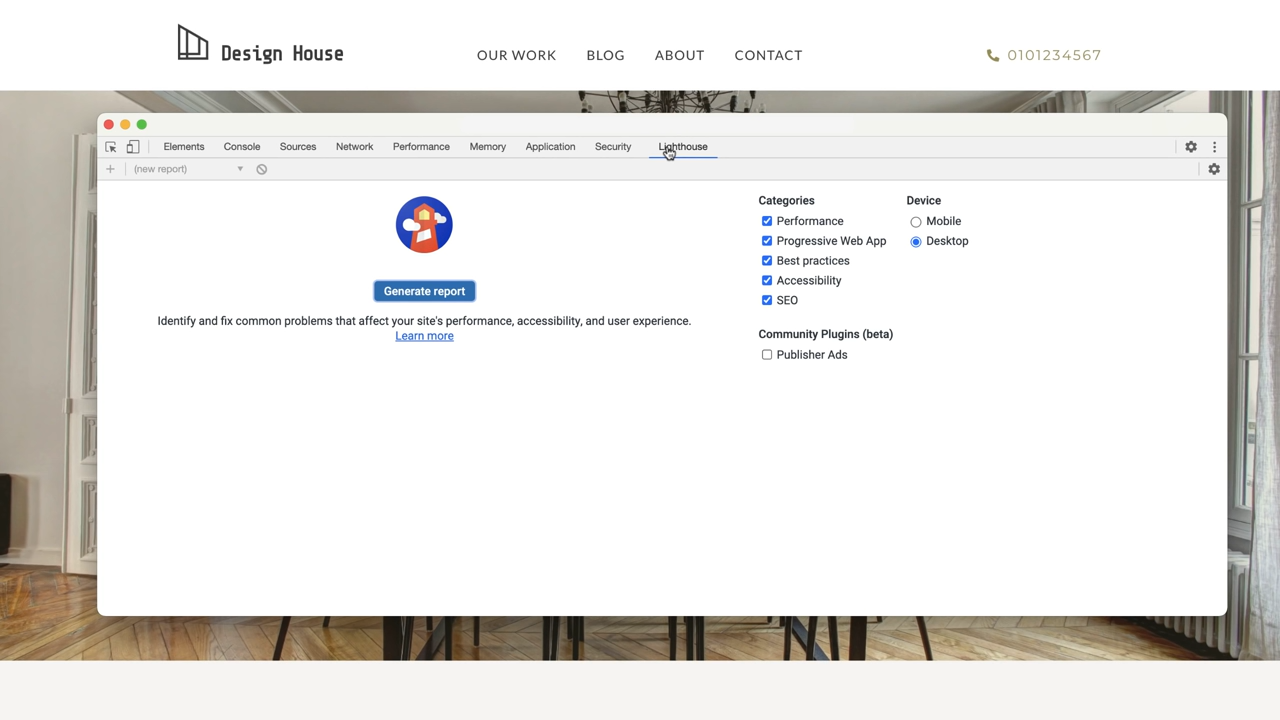 Design House
OUR WORK BLOG ABOUT CONTACT
0101234567
Elements Console Sources Network Performance Memory Application Security Lighthouse
(new report)
Categories Device
Performance Mobile
Progressive Web App Desktop
Best practices
Accessibility
SEO
Generate report
Identify and fix common problems that affect your site's performance, accessibility, and user experience.
Learn more
Community Plugins (beta)
Publisher Ads